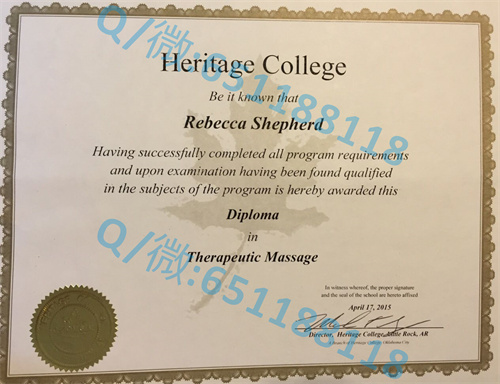 Heritage College
Be it known that
Rebecca Shepherd
Having successfully completed all program requirements
and upon examination having been found qualified
in the subjects of the program is hereby awarded this
Diploma
in
Therapeutic Massage
In witness whereof, the proper signature
and the seal of the school are hereto affixed
April 17, 2015
Director, Heritage College, Little Rock, AR
Q/微:651188118
Q/微:651188118